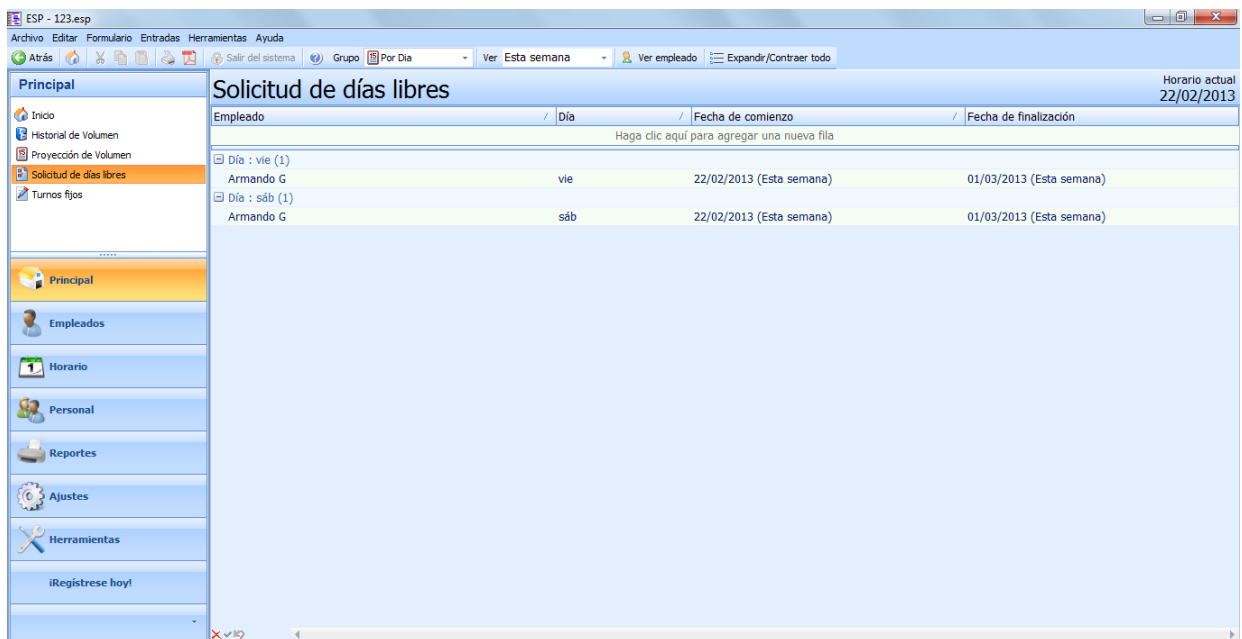 ESP - 123.esp
Archivo Editar Formulario Entradas Herramientas Ayuda
Atrás Salir del sistema Grupo 15 Por Dia Ver Esta semana Ver empleado Expandir/Contraer todo
Principal
Solicitud de días libres
Horario actual
22/02/2013
Inicio
Historial de Volumen
15 Proyección de Volumen
Solicitud de días libres
Turnos fijos
Empleado Día Fecha de comienzo Fecha de finalización
Haga clic aquí para agregar una nueva fila
Día : vie (1)
Armando G vie 22/02/2013 (Esta semana) 01/03/2013 (Esta semana)
Día : sáb (1)
Armando G sáb 22/02/2013 (Esta semana) 01/03/2013 (Esta semana)
Principal
Empleados
1 Horario
Personal
Reportes
Ajustes
Herramientas
¡Regístrese hoy!